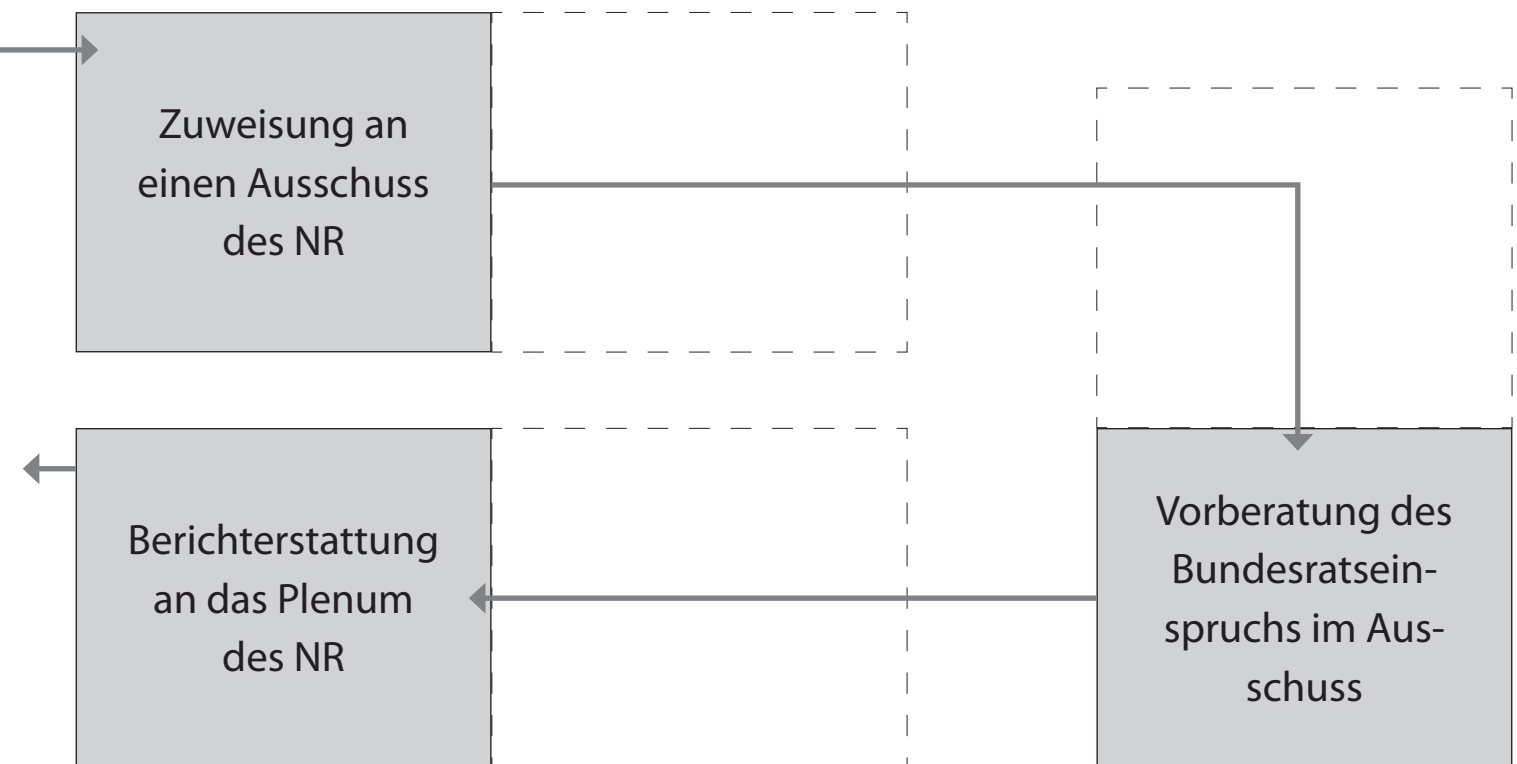 Zuweisung an
einen Ausschuss
des NR
Vorberatung des
Bundesratsein-
spruchs im Aus-
schuss
Berichterstattung
an das Plenum
des NR